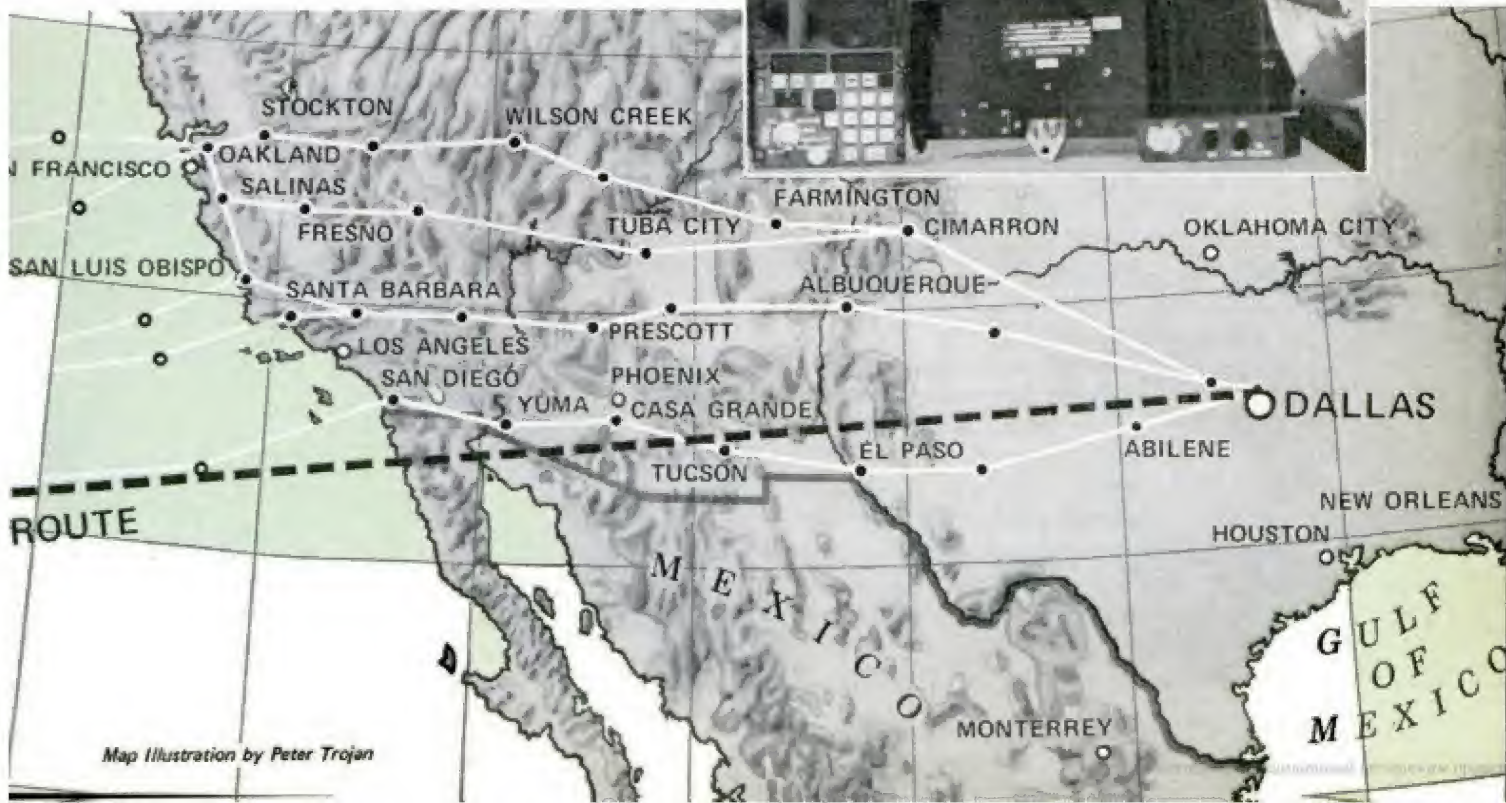 STOCKTON
WILSON CREEK
OAKLAND
N FRANCISCO
SALINAS
FARMINGTON
FRESNO
TUBA CITY
CIMARRON
OKLAHOMA CITY
SAN LUIS OBISPO
SANTA BARBARA
ALBUQUERQUE
PRESCOTT
LOS ANGELES
SAN DIEGO
PHOENIX
YUMA
CASA GRANDE
DALLAS
EL PASO
ABILENE
TUCSON
ROUTE
NEW ORLEANS
HOUSTON
MEXICO
GULF
OF
MEXICO
MONTERREY
Map Illustration by Peter Trojan